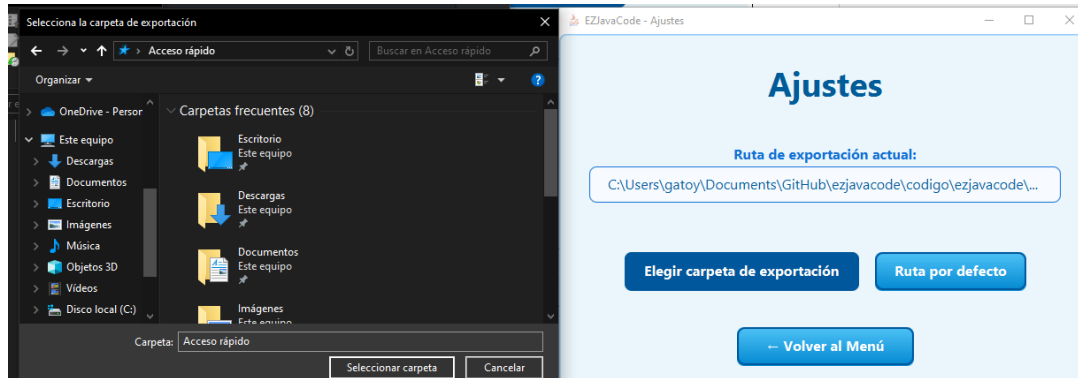 Selecciona la carpeta de exportación
Acceso rápido
Buscar en Acceso rápido
Organizar
OneDrive - Person
Este equipo
Descargas
Documentos
Escritorio
Imágenes
Música
Objetos 3D
Vídeos
Disco local (C:)
Carpetas frecuentes (8)
Escritorio
Este equipo
Descargas
Este equipo
Documentos
Este equipo
Imágenes
Este equipo
Carpeta: Acceso rápido
Seleccionar carpeta
Cancelar
EZJavaCode - Ajustes
Ajustes
Ruta de exportación actual:
C:\Users\gatoy\Documents\GitHub\ezjavacode\codigo\ezjavacode\...
Elegir carpeta de exportación
Ruta por defecto
← Volver al Menú